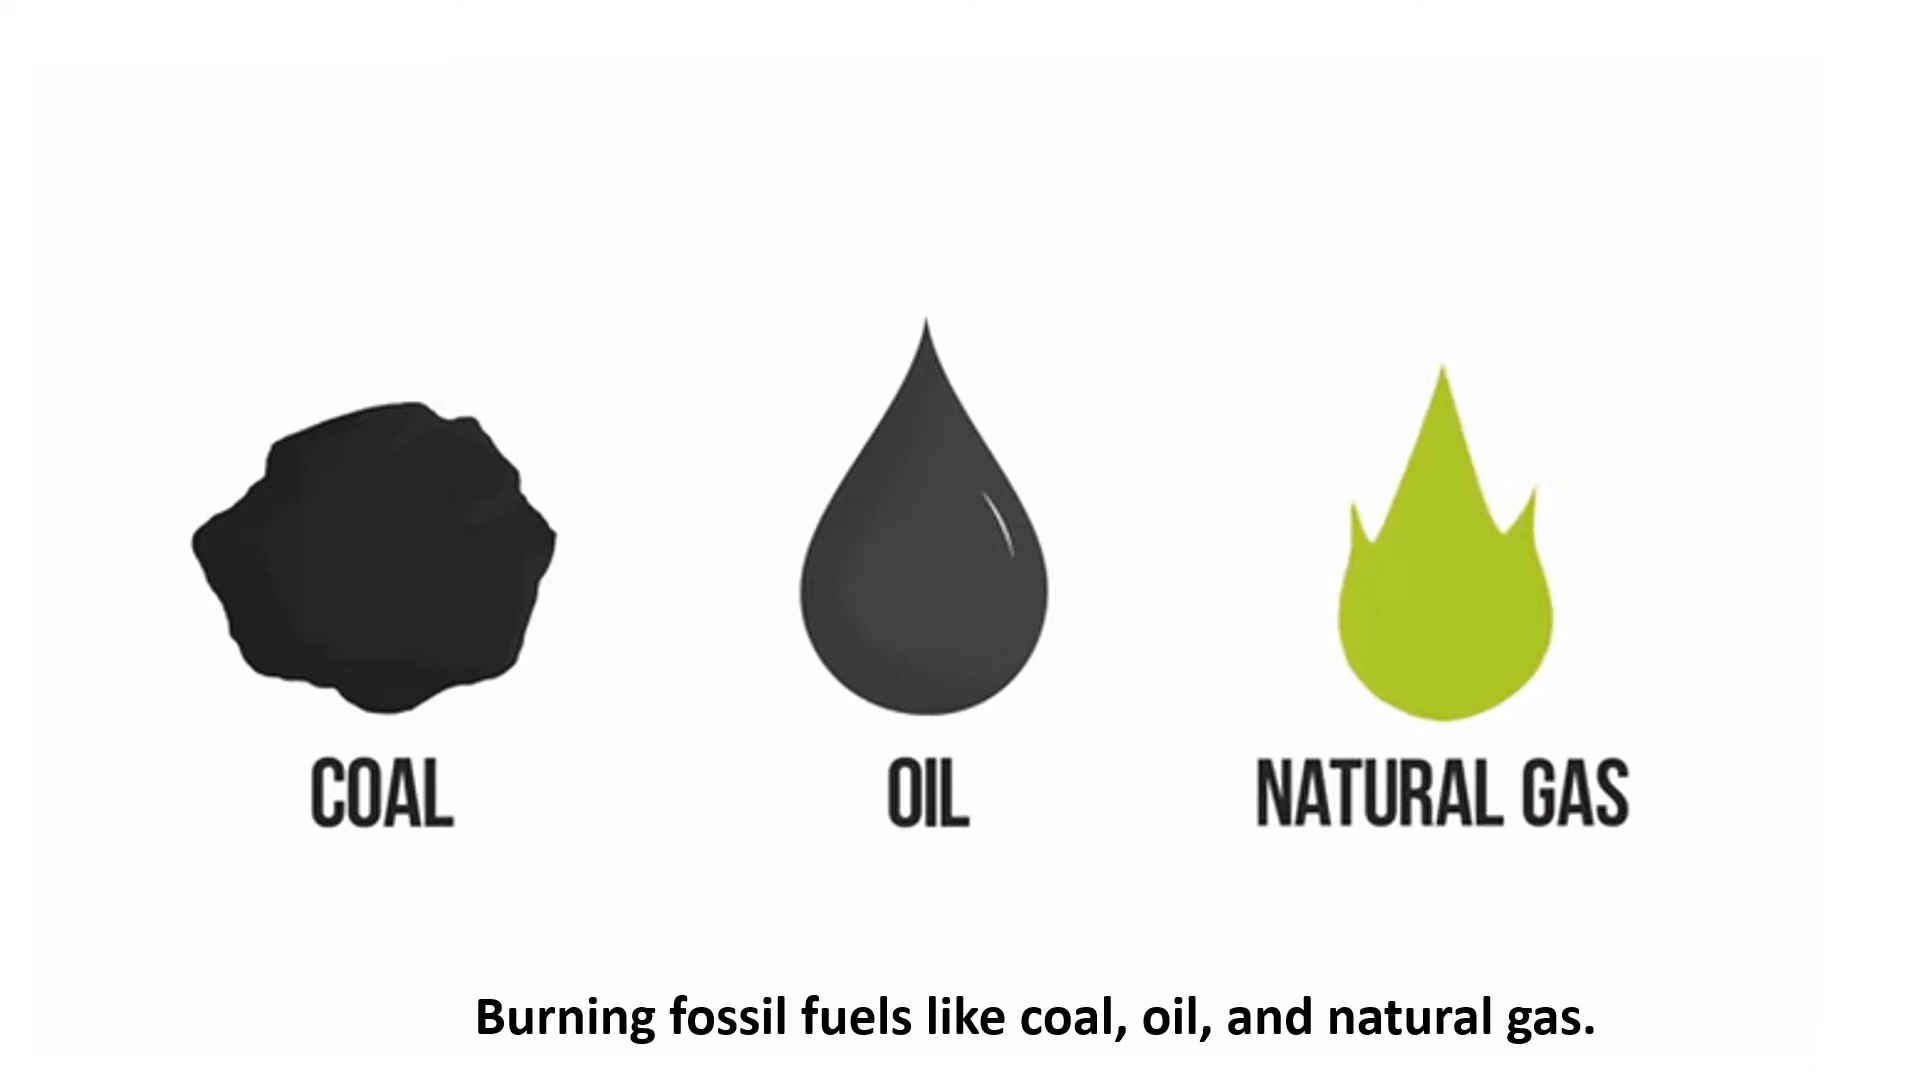 COAL
OIL
NATURAL GAS
Burning fossil fuels like coal, oil, and natural gas.